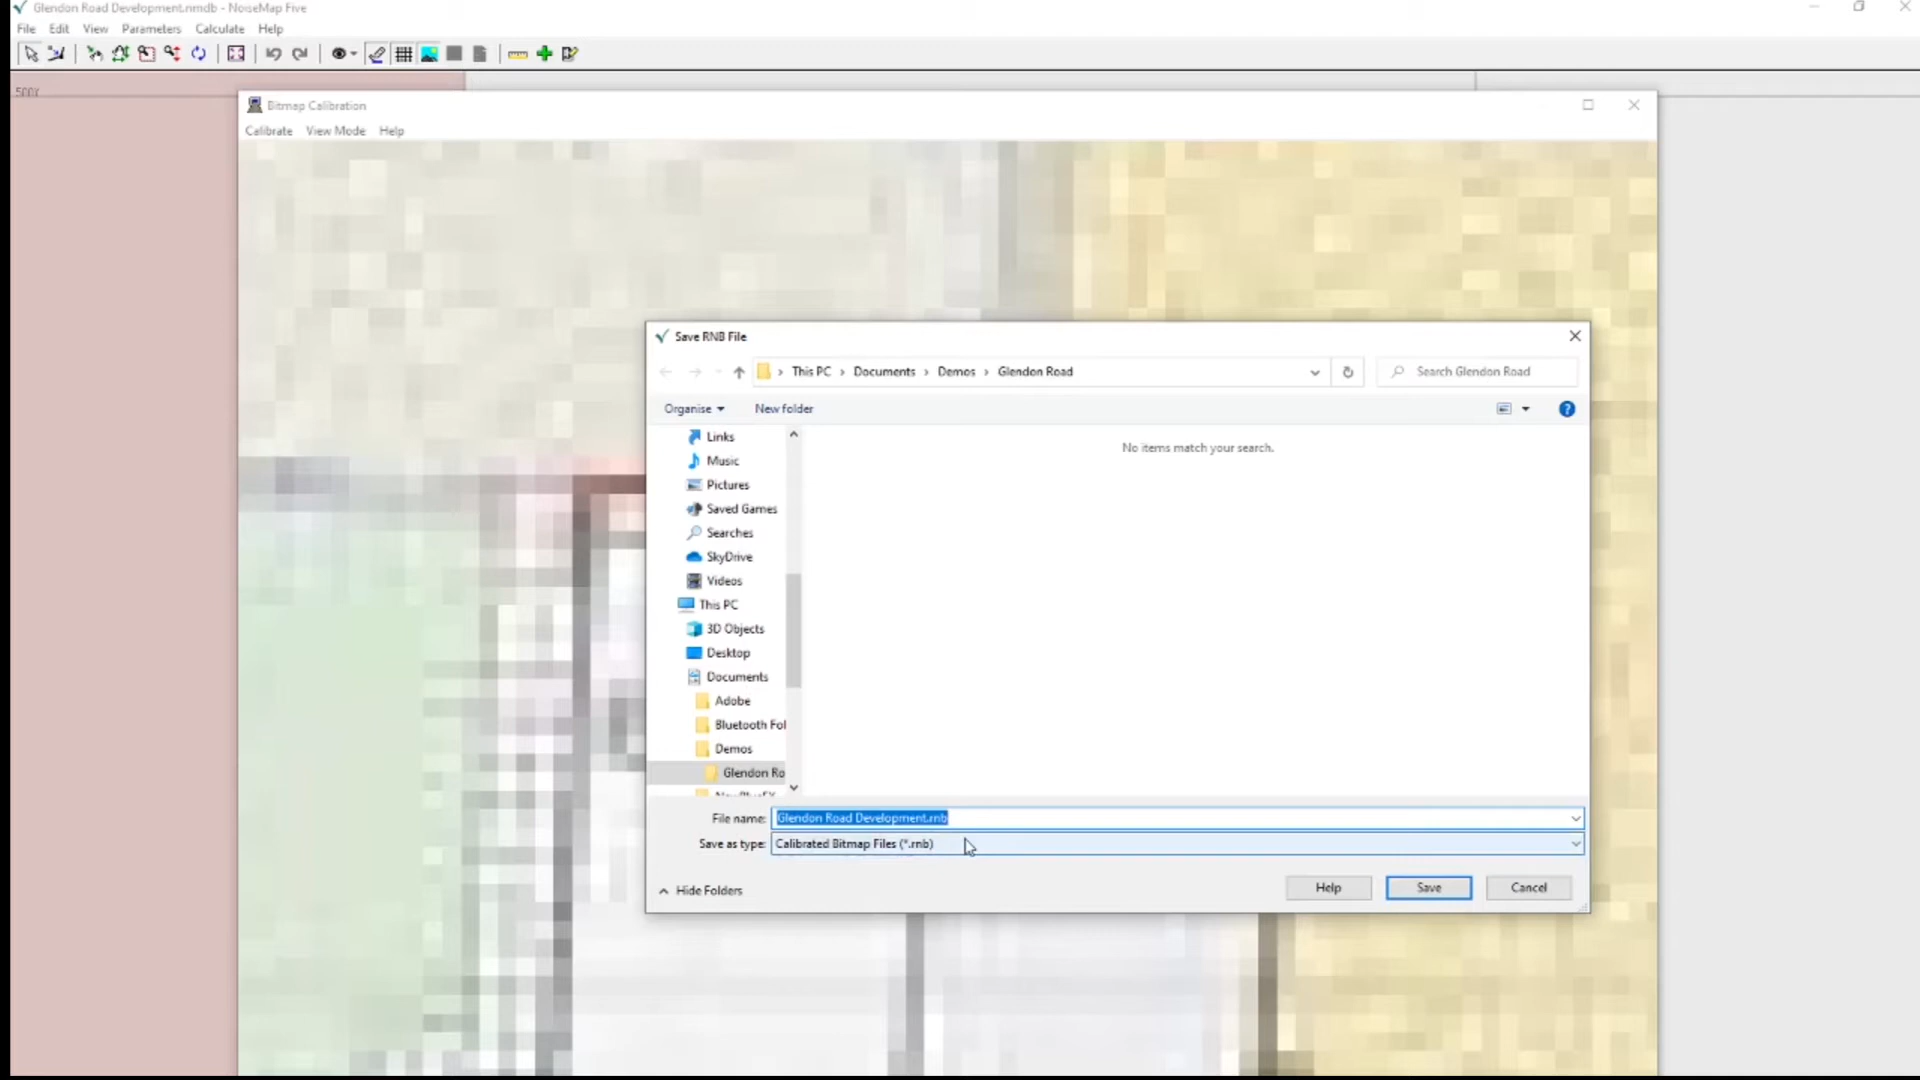 Glendon Road Development.nmdb - NoiseMap Five
File Edit View Parameters Calculate Help
Bitmap Calibration
Calibrate View Mode Help
Save RNB File
This PC Documents Demos Glendon Road
Search Glendon Road
Organise New folder
No items match your search.
Links
Music
Pictures
Saved Games
Searches
SkyDrive
Videos
This PC
3D Objects
Desktop
Documents
Adobe
Bluetooth Fol
Demos
Glendon Ro
File name: Glendon Road Development.rnb
Save as type: Calibrated Bitmap Files (*.rnb)
Hide Folders
Help Save Cancel